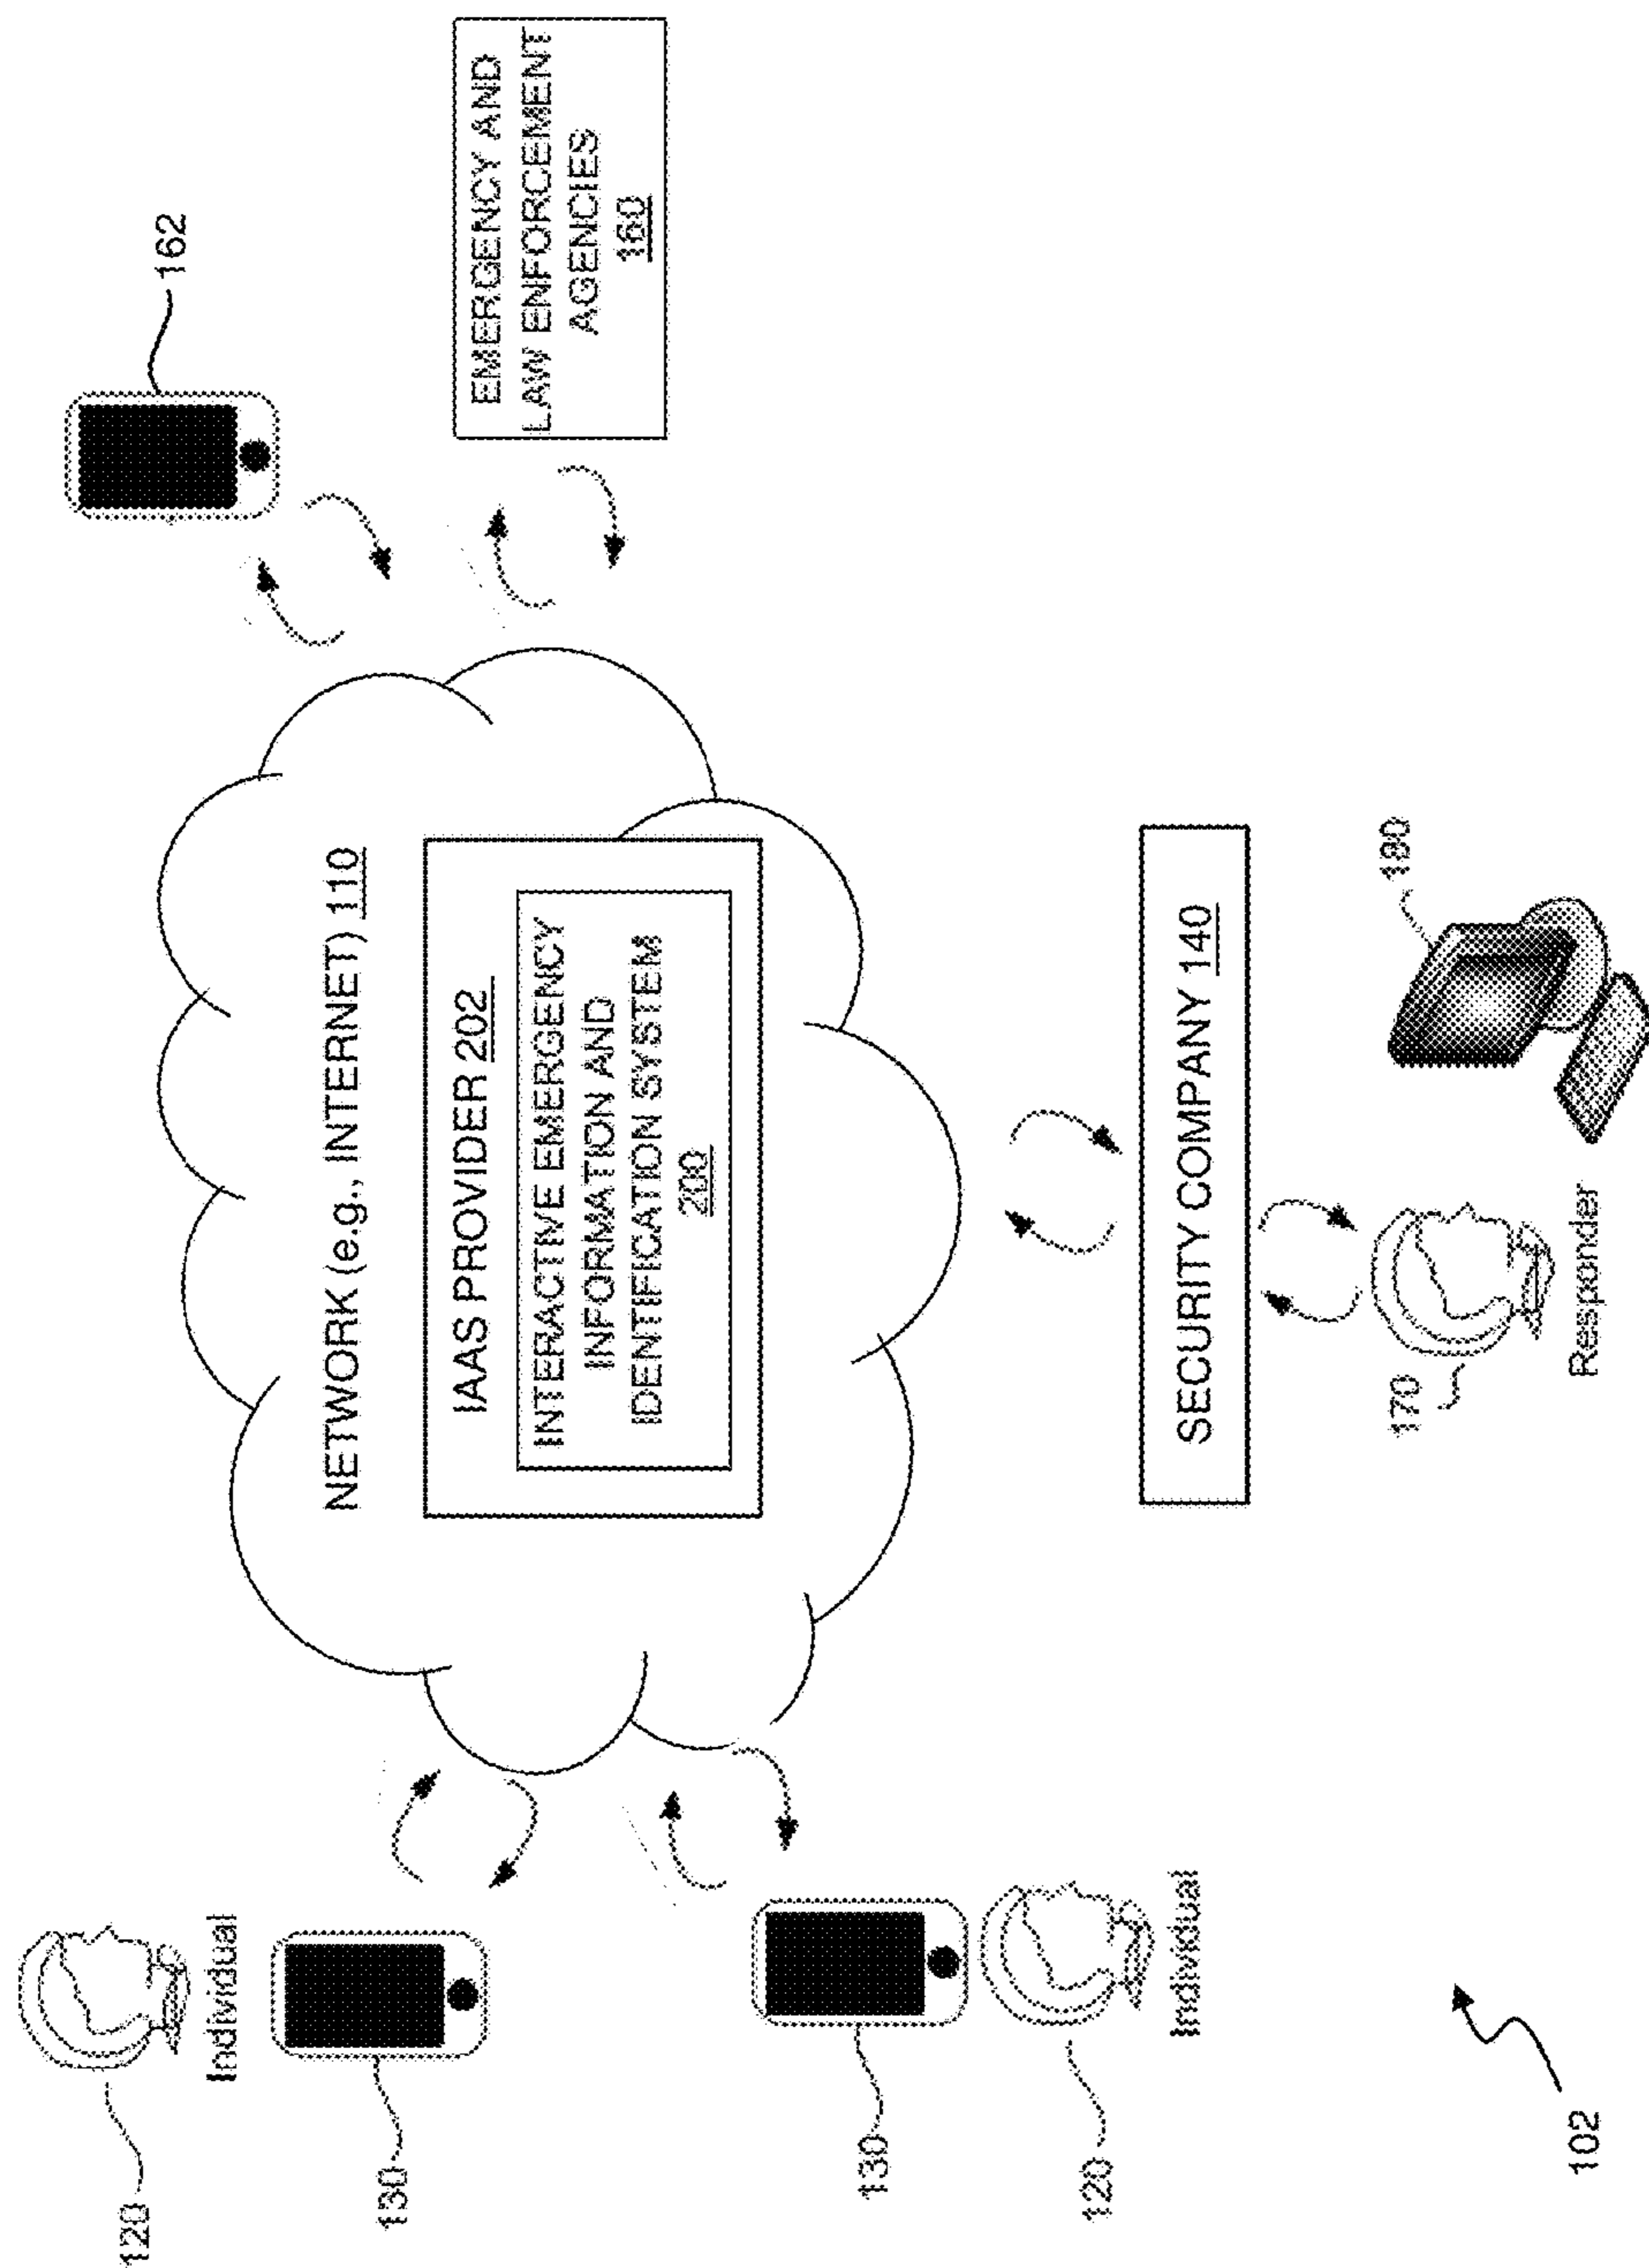 120
162
Individual
130
NETWORK (e.g., INTERNET) 110
IAAS PROVIDER 202
INTERACTIVE EMERGENCY
INFORMATION AND
IDENTIFICATION SYSTEM
200
EMERGENCY AND
LAW ENFORCEMENT
AGENCIES
160
130
120
Individual
SECURITY COMPANY 140
170
Responder
102